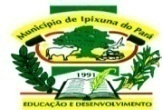 Município de Ipixuna do Pará
1991
EDUCAÇÃO E DESENVOLVIMENTO